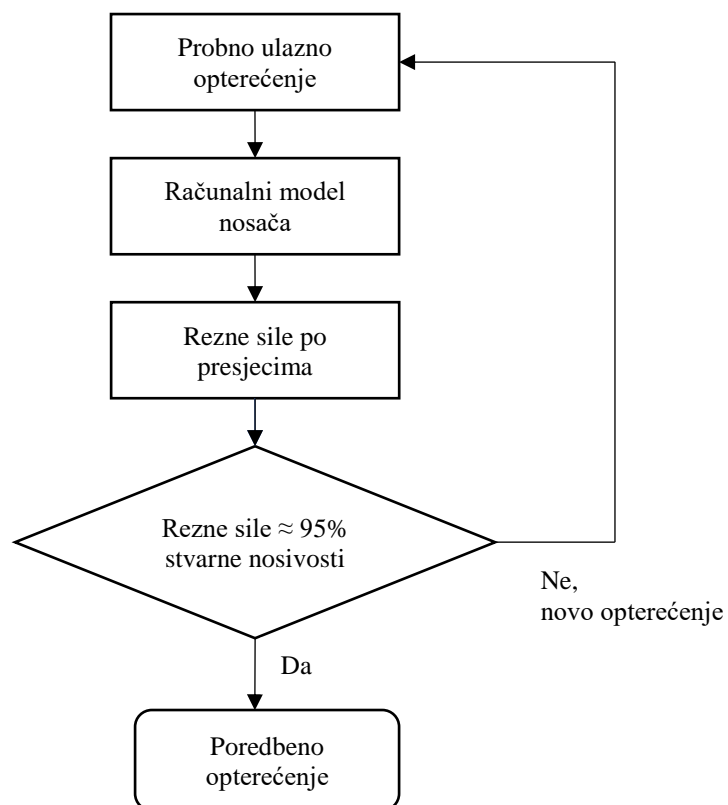 Probno ulazno
opterećenje
Računalni model
nosača
Rezne sile po
presjecima
Rezne sile ≈ 95%
stvarne nosivosti
Ne,
novo opterećenje
Da
Poredbeno
opterećenje